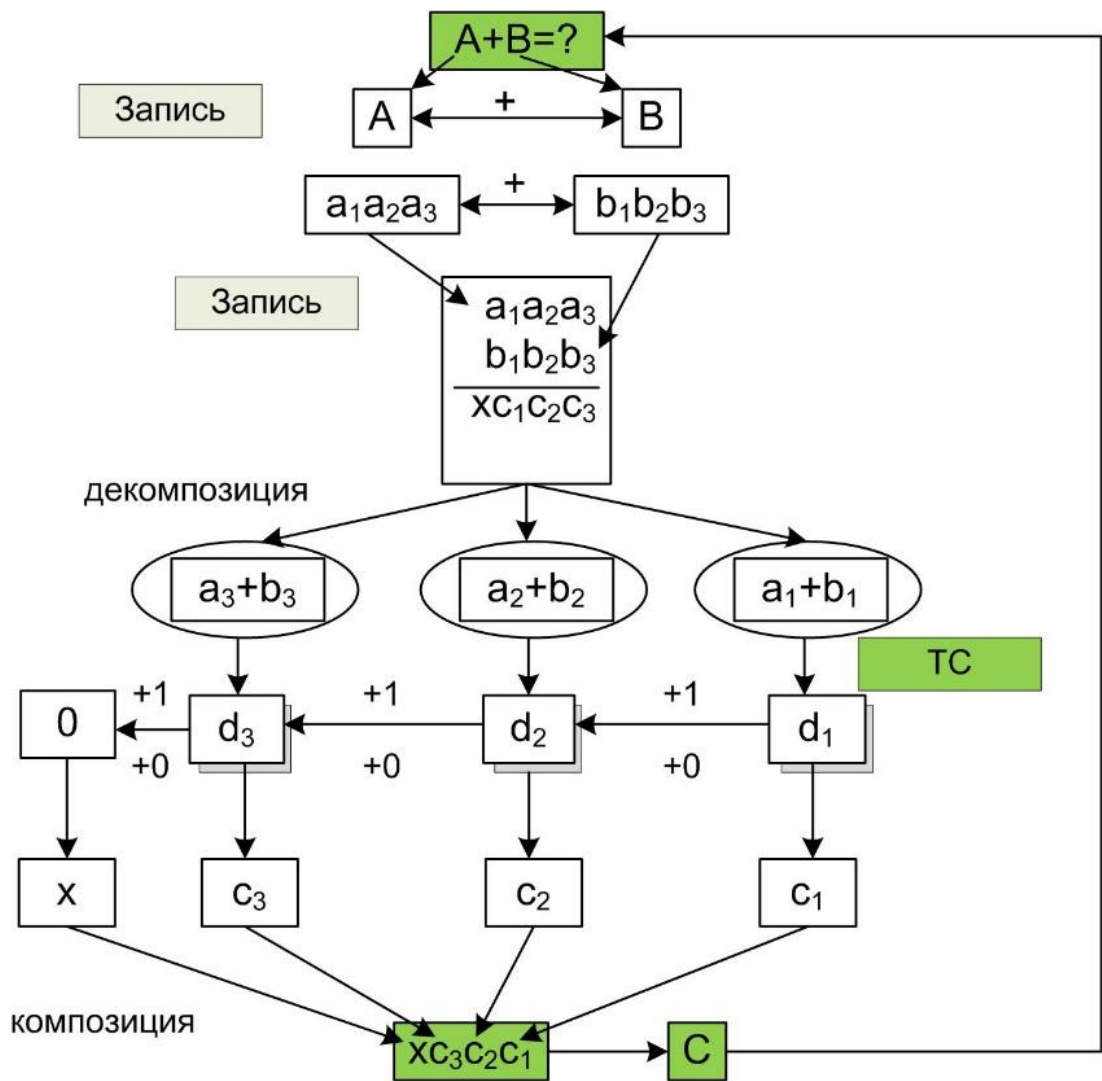 A+B=?
Запись
A
+
B
a₁a₂a₃
+
b₁b₂b₃
Запись
a₁a₂a₃
b₁b₂b₃
xc₁c₂c₃
декомпозиция
a₃+b₃
a₂+b₂
a₁+b₁
ТС
0
+1
+0
d₃
+1
+0
d₂
+1
+0
d₁
x
c₃
c₂
c₁
композиция
xc₃c₂c₁
C